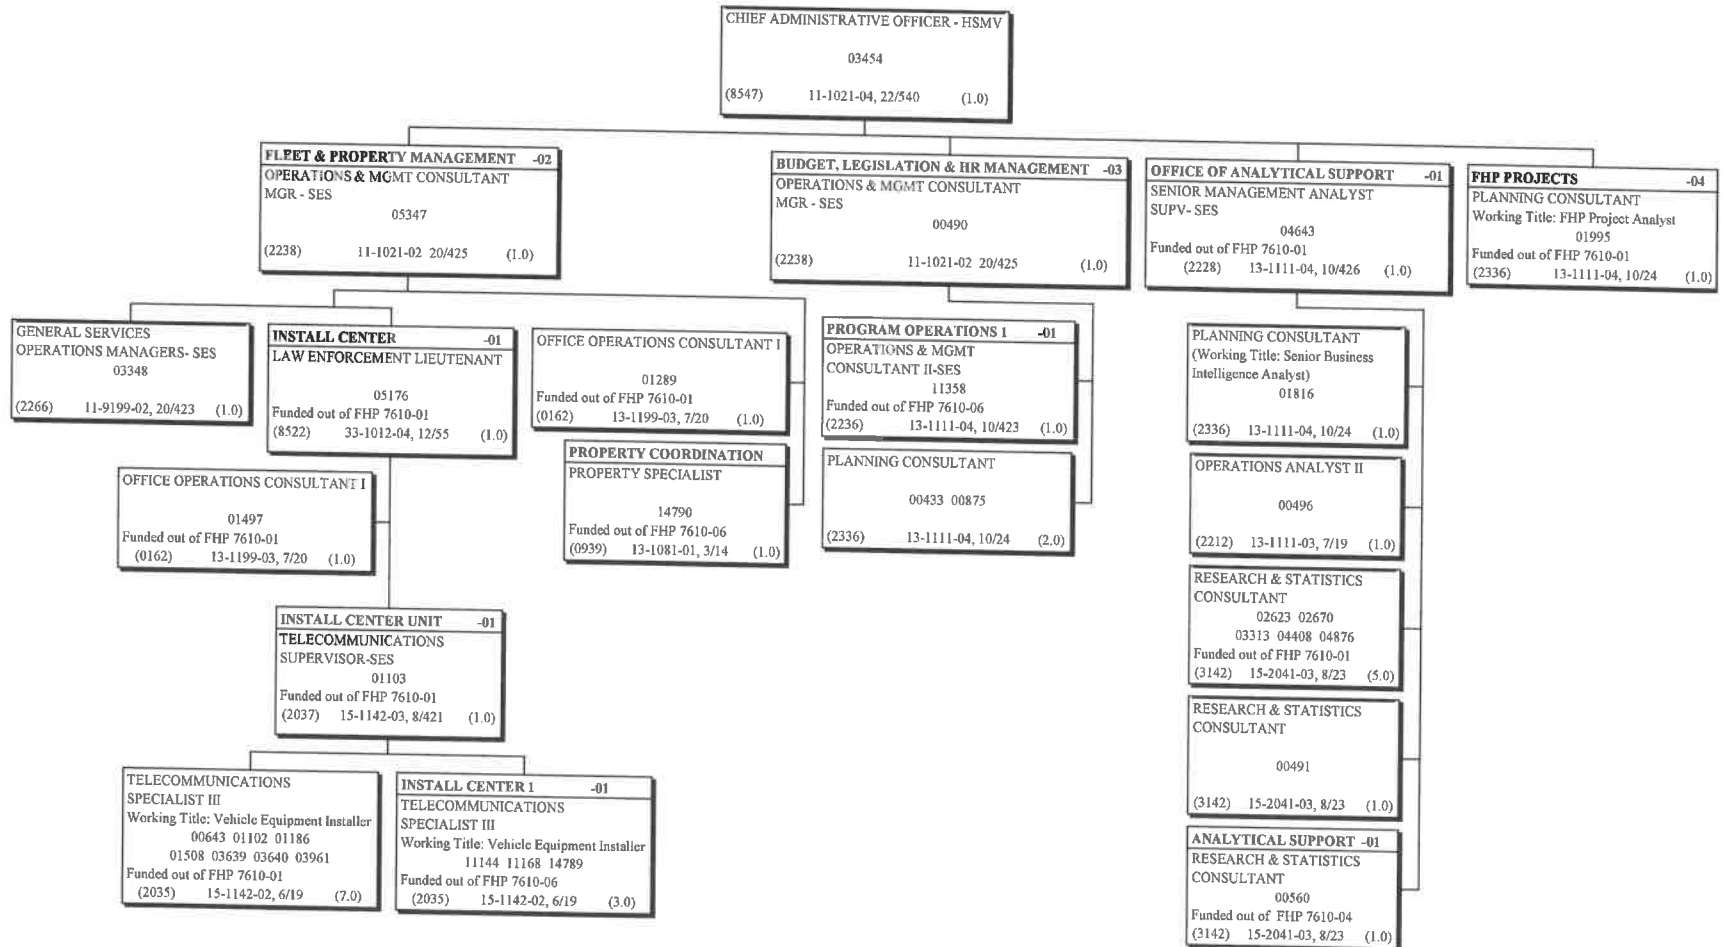 CHIEF ADMINISTRATIVE OFFICER - HSMV
03454
(8547) 11-1021-04, 22/540 (1.0)
FLEET & PROPERTY MANAGEMENT -02
OPERATIONS & MGMT CONSULTANT
MGR - SES
05347
(2238) 11-1021-02 20/425 (1.0)
BUDGET, LEGISLATION & HR MANAGEMENT -03
OPERATIONS & MGMT CONSULTANT
MGR - SES
00490
(2238) 11-1021-02 20/425 (1.0)
OFFICE OF ANALYTICAL SUPPORT -01
SENIOR MANAGEMENT ANALYST
SUPV- SES
04643
Funded out of FHP 7610-01
(2228) 13-1111-04, 10/426 (1.0)
FHP PROJECTS -04
PLANNING CONSULTANT
Working Title: FHP Project Analyst
01995
Funded out of FHP 7610-01
(2336) 13-1111-04, 10/24 (1.0)
GENERAL SERVICES
OPERATIONS MANAGERS- SES
03348
(2266) 11-9199-02, 20/423 (1.0)
INSTALL CENTER -01
LAW ENFORCEMENT LIEUTENANT
05176
Funded out of FHP 7610-01
(8522) 33-1012-04, 12/55 (1.0)
OFFICE OPERATIONS CONSULTANT I
01289
Funded out of FHP 7610-01
(0162) 13-1199-03, 7/20 (1.0)
PROPERTY COORDINATION
PROPERTY SPECIALIST
14790
Funded out of FHP 7610-06
(0939) 13-1081-01, 3/14 (1.0)
PROGRAM OPERATIONS 1 -01
OPERATIONS & MGMT
CONSULTANT II-SES
11358
Funded out of FHP 7610-06
(2236) 13-1111-04, 10/423 (1.0)
PLANNING CONSULTANT
00433 00875
(2336) 13-1111-04, 10/24 (2.0)
PLANNING CONSULTANT
(Working Title: Senior Business
Intelligence Analyst)
01816
(2336) 13-1111-04, 10/24 (1.0)
OPERATIONS ANALYST II
00496
(2212) 13-1111-03, 7/19 (1.0)
RESEARCH & STATISTICS
CONSULTANT
02623 02670
03313 04408 04876
Funded out of FHP 7610-01
(3142) 15-2041-03, 8/23 (5.0)
RESEARCH & STATISTICS
CONSULTANT
00491
(3142) 15-2041-03, 8/23 (1.0)
ANALYTICAL SUPPORT -01
RESEARCH & STATISTICS
CONSULTANT
00560
Funded out of FHP 7610-04
(3142) 15-2041-03, 8/23 (1.0)
OFFICE OPERATIONS CONSULTANT I
01497
Funded out of FHP 7610-01
(0162) 13-1199-03, 7/20 (1.0)
INSTALL CENTER UNIT -01
TELECOMMUNICATIONS
SUPERVISOR-SES
01103
Funded out of FHP 7610-01
(2037) 15-1142-03, 8/421 (1.0)
TELECOMMUNICATIONS
SPECIALIST III
Working Title: Vehicle Equipment Installer
00643 01102 01186
01508 03639 03640 03961
Funded out of FHP 7610-01
(2035) 15-1142-02, 6/19 (7.0)
INSTALL CENTER 1 -01
TELECOMMUNICATIONS
SPECIALIST III
Working Title: Vehicle Equipment Installer
11144 11168 14789
Funded out of FHP 7610-06
(2035) 15-1142-02, 6/19 (3.0)